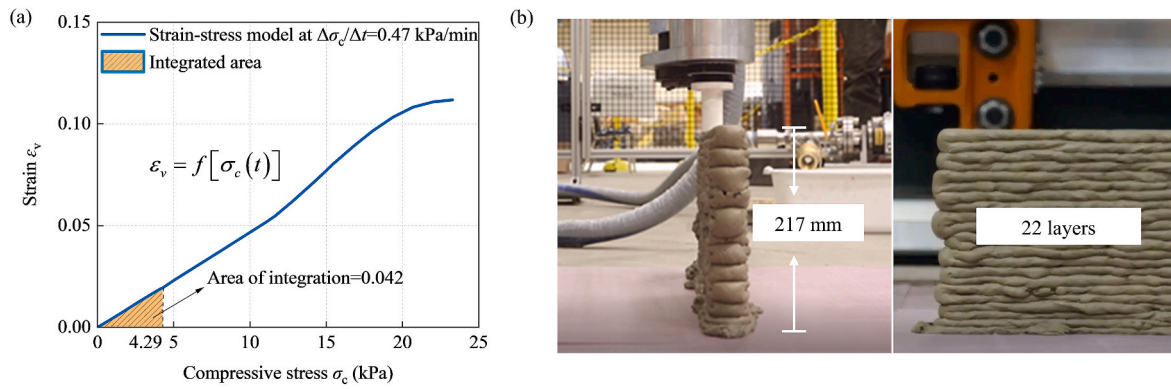 (a)
0.15
0.10
0.05
0.00
Strain εᵥ
Strain-stress model at Δσc/Δt=0.47 kPa/min
Integrated area
εᵥ = f[σc(t)]
Area of integration=0.042
0 4.29 5 10 15 20 25
Compressive stress σc (kPa)
(b)
217 mm
22 layers